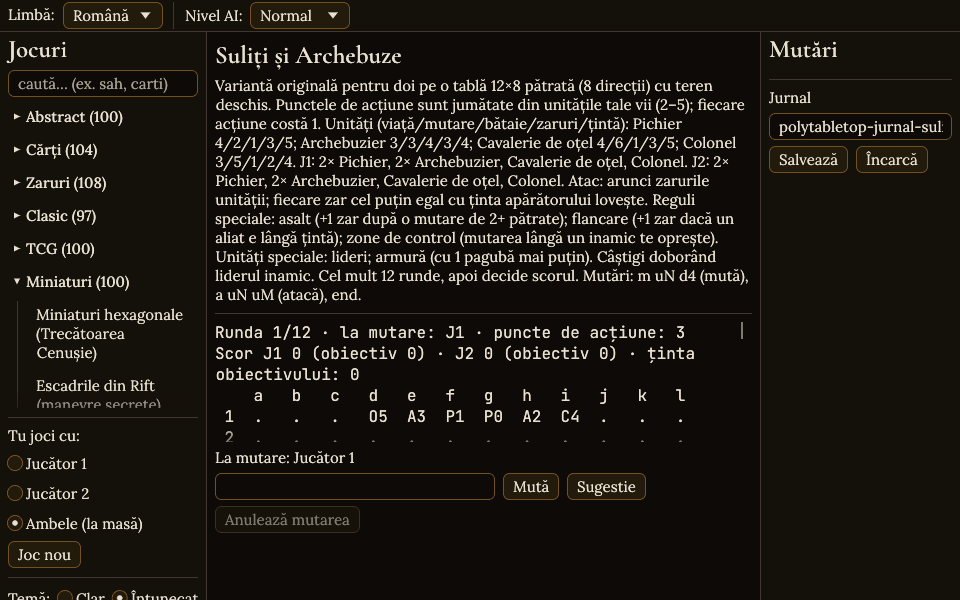 Limbă: Română ▼ Nivel AI: Normal ▼
Jocuri
caută... (ex. sah, carti)
▸ Abstract (100)
▸ Cărți (104)
▸ Zaruri (108)
▸ Clasic (97)
▸ TCG (100)
▾ Miniaturi (100)
Miniaturi hexagonale
(Trecătoarea
Cenușie)
Escadrile din Rift
(manevre secrete)
Tu joci cu:
Jucător 1
Jucător 2
Ambele (la masă)
Joc nou
Temă: Clar Întunecat
Suliți și Archebuze
Variantă originală pentru doi pe o tablă 12×8 pătrată (8 direcții) cu teren
deschis. Punctele de acțiune sunt jumătate din unitățile tale vii (2–5); fiecare
acțiune costă 1. Unități (viață/mutare/bătaie/zaruri/țintă): Pichier
4/2/1/3/5; Archebuzier 3/3/4/3/4; Cavalerie de oțel 4/6/1/3/5; Colonel
3/5/1/2/4. J1: 2× Pichier, 2× Archebuzier, Cavalerie de oțel, Colonel. J2: 2×
Pichier, 2× Archebuzier, Cavalerie de oțel, Colonel. Atac: arunci zarurile
unității; fiecare zar cel puțin egal cu ținta apărătorului lovește. Reguli
speciale: asalt (+1 zar după o mutare de 2+ pătrate); flancare (+1 zar dacă un
aliat e lângă țintă); zone de control (mutarea lângă un inamic te oprește).
Unități speciale: lideri; armură (cu 1 pagubă mai puțin). Câștigi doborând
liderul inamic. Cel mult 12 runde, apoi decide scorul. Mutări: m uN d4 (mută),
a uN uM (atacă), end.
Runda 1/12 · la mutare: J1 · puncte de acțiune: 3
Scor J1 0 (obiectiv 0) · J2 0 (obiectiv 0) · ținta
obiectivului: 0
a b c d e f g h i j k l
1 . . . O5 A3 P1 P0 A2 C4 . . .
2 . . . . . . . . . . . .
La mutare: Jucător 1
Mută Sugestie
Anulează mutarea
Mutări
Jurnal
polytabletop-jurnal-sul
Salvează Încarcă